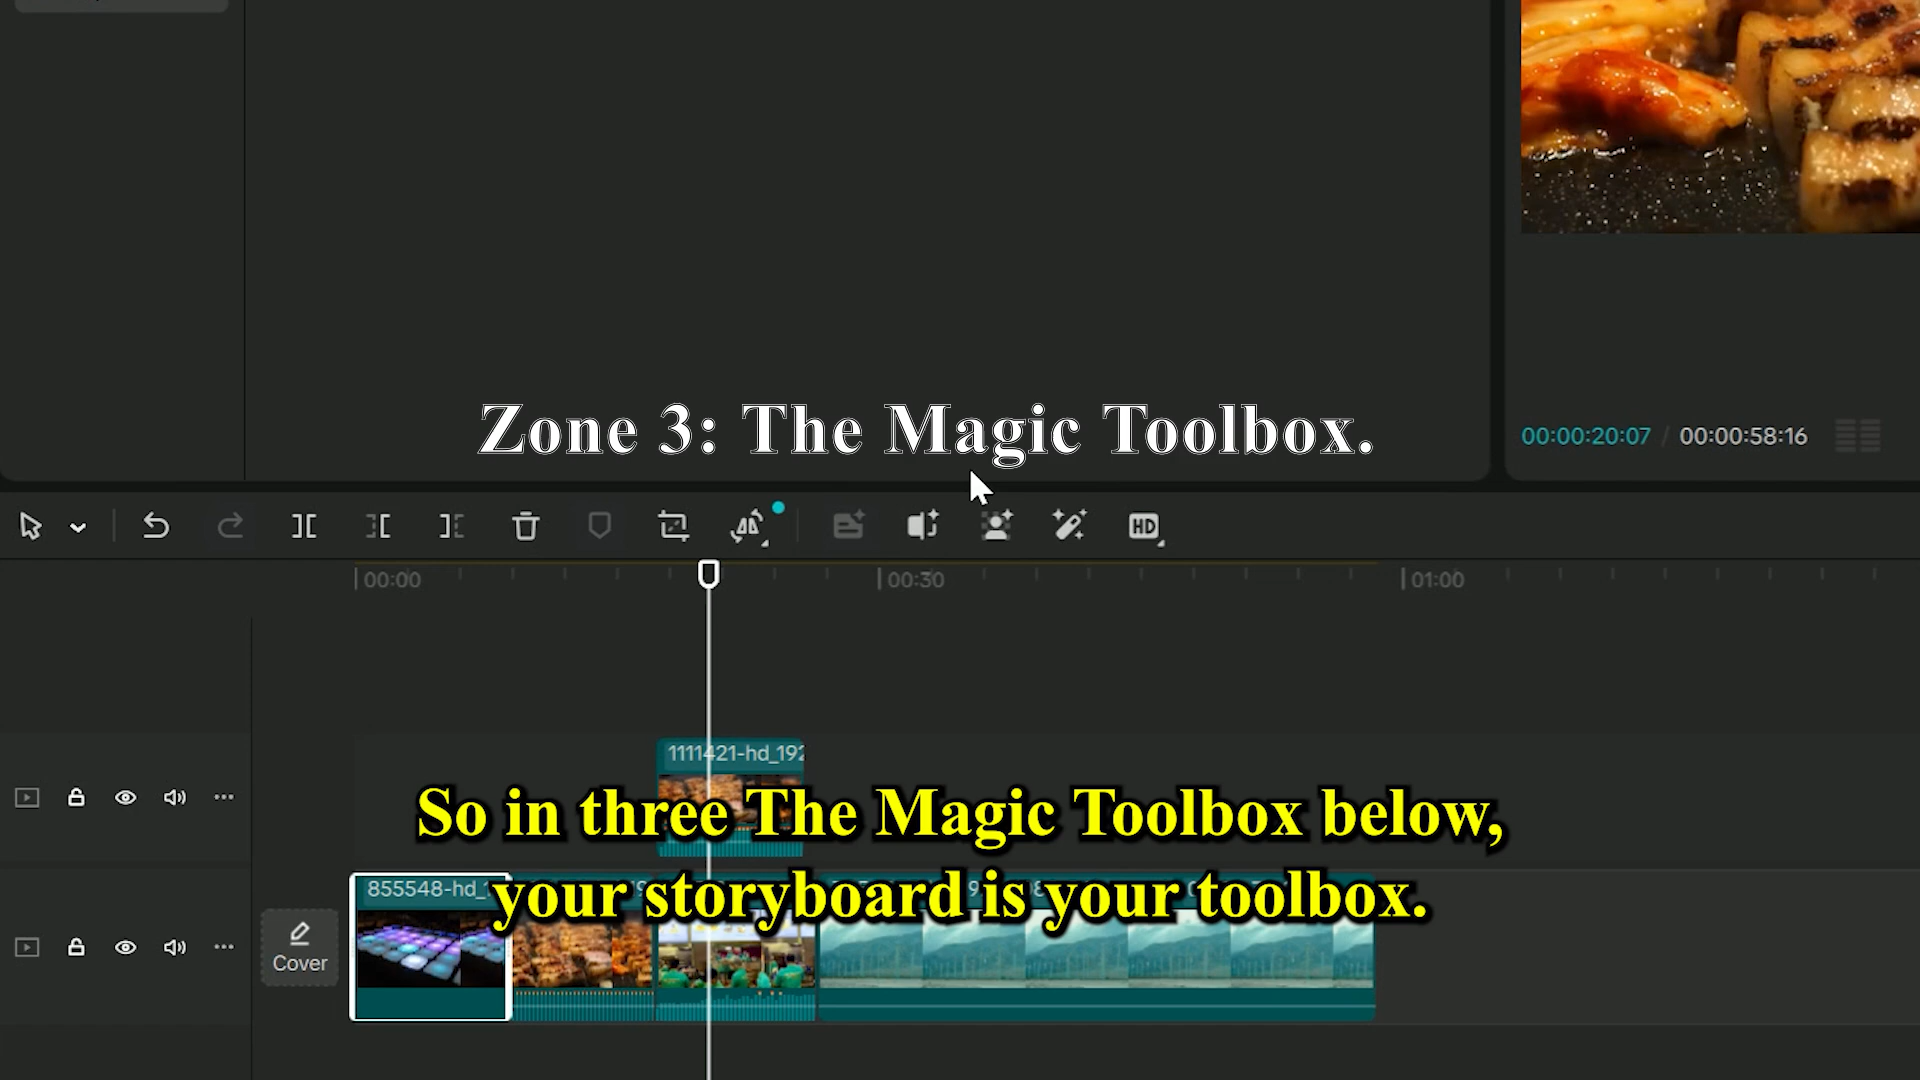 Zone 3: The Magic Toolbox.
00:00:20:07 / 00:00:58:16
HD
00:00
00:30
01:00
1111421-hd_192
So in three The Magic Toolbox below,
855548-hd_
your storyboard is your toolbox.
Cover